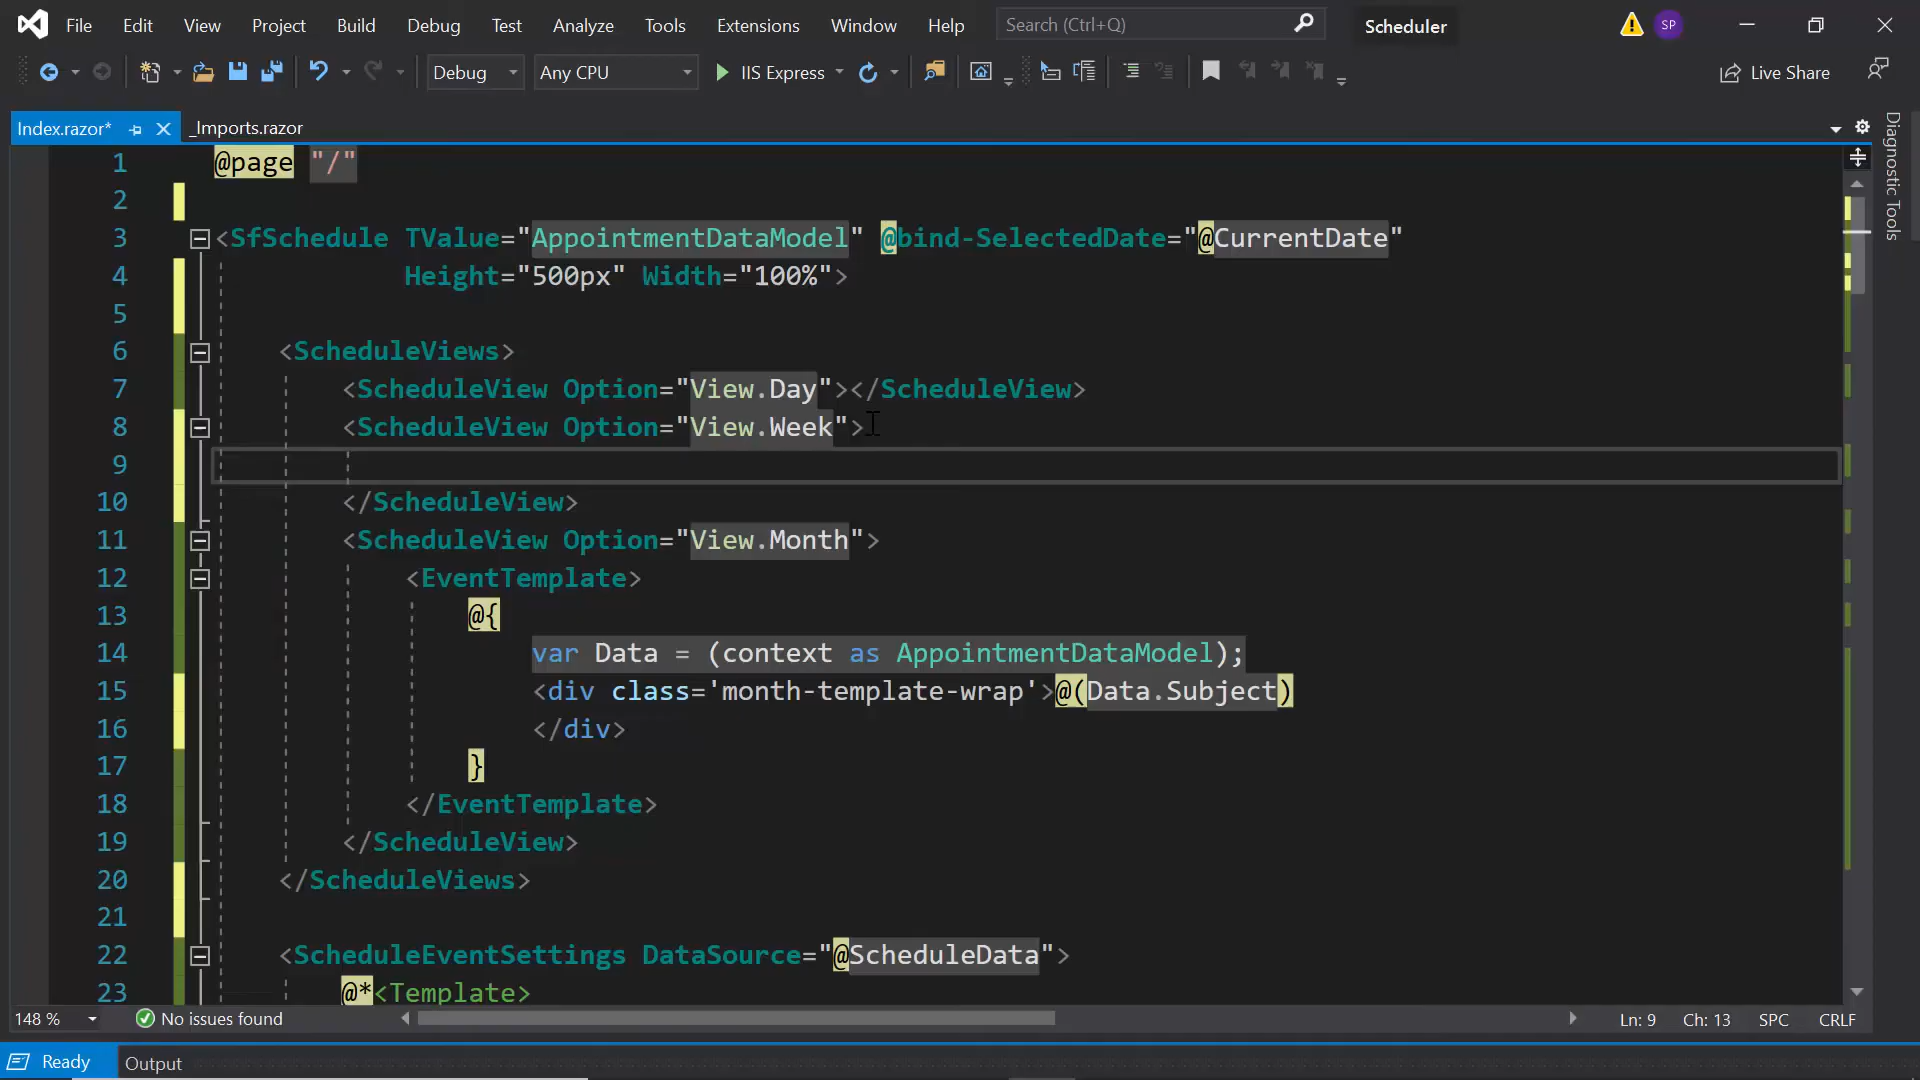 File Edit View Project Build Debug Test Analyze Tools Extensions Window Help Search (Ctrl+Q) Scheduler SP
Debug Any CPU IIS Express Live Share
Index.razor* _Imports.razor
Diagnostic Tools
1 @page "/"
2
3 <SfSchedule TValue="AppointmentDataModel" @bind-SelectedDate="@CurrentDate"
4 Height="500px" Width="100%">
5
6 <ScheduleViews>
7 <ScheduleView Option="View.Day"></ScheduleView>
8 <ScheduleView Option="View.Week">
9
10 </ScheduleView>
11 <ScheduleView Option="View.Month">
12 <EventTemplate>
13 @{
14 var Data = (context as AppointmentDataModel);
15 <div class='month-template-wrap'>@(Data.Subject)
16 </div>
17 }
18 </EventTemplate>
19 </ScheduleView>
20 </ScheduleViews>
21
22 <ScheduleEventSettings DataSource="@ScheduleData">
23 @*<Template>
148 % No issues found Ln: 9 Ch: 13 SPC CRLF
Ready Output